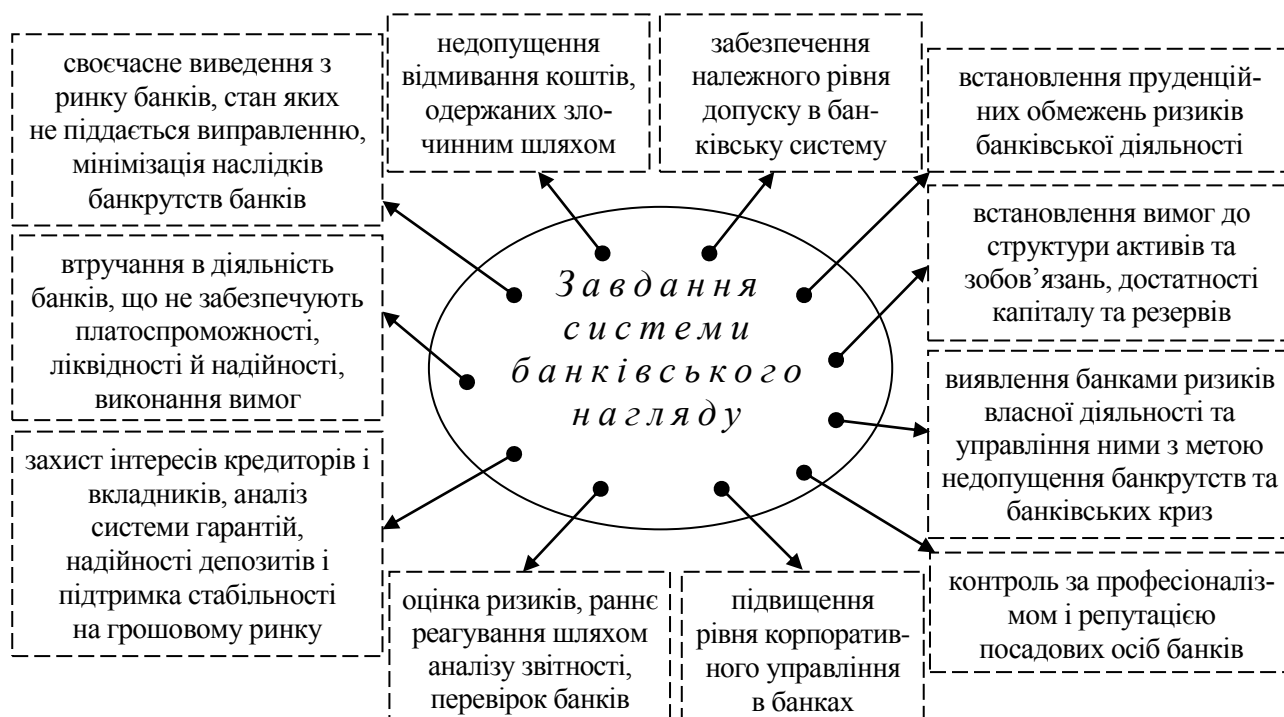 своєчасне виведення з
ринку банків, стан яких
не піддається виправленню,
мінімізація наслідків
банкрутств банків
недопущення
відмивання коштів,
одержаних зло-
чинним шляхом
забезпечення
належного рівня
допуску в бан-
ківську систему
встановлення пруденцій-
них обмежень ризиків
банківської діяльності
втручання в діяльність
банків, що не забезпечують
платоспроможності,
ліквідності й надійності,
виконання вимог
Завдання
системи
банківського
нагляду
встановлення вимог до
структури активів та
зобов’язань, достатності
капіталу та резервів
виявлення банками ризиків
власної діяльності та
управління ними з метою
недопущення банкрутств та
банківських криз
захист інтересів кредиторів і
вкладників, аналіз
системи гарантій,
надійності депозитів і
підтримка стабільності
на грошовому ринку
оцінка ризиків, раннє
реагування шляхом
аналізу звітності,
перевірок банків
підвищення
рівня корпоратив-
ного управління
в банках
контроль за професіоналіз-
мом і репутацією
посадових осіб банків